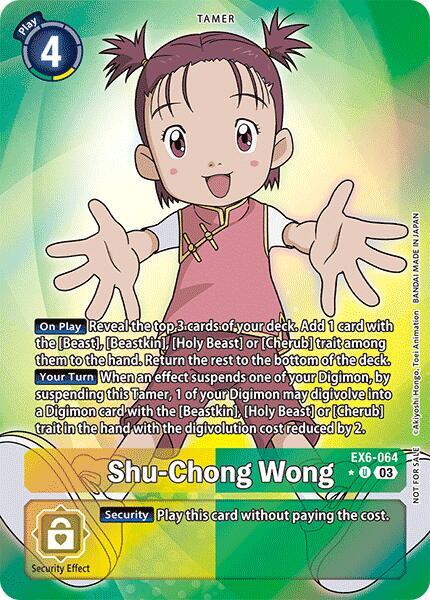 TAMER
Play
4
On Play Reveal the top 3 cards of your deck. Add 1 card with
the [Beast], [Beastkin], [Holy Beast] or [Cherub] trait among
them to the hand. Return the rest to the bottom of the deck.
Your Turn When an effect suspends one of your Digimon, by
suspending this Tamer, 1 of your Digimon may digivolve into
a Digimon card with the [Beastkin], [Holy Beast] or [Cherub]
trait in the hand with the digivolution cost reduced by 2.
Shu-Chong Wong
EX6-064
★ U 03
Security Play this card without paying the cost.
Security Effect
©Akiyoshi Hongo, Toei Animation BANDAI MADE IN JAPAN
NOT FOR SALE